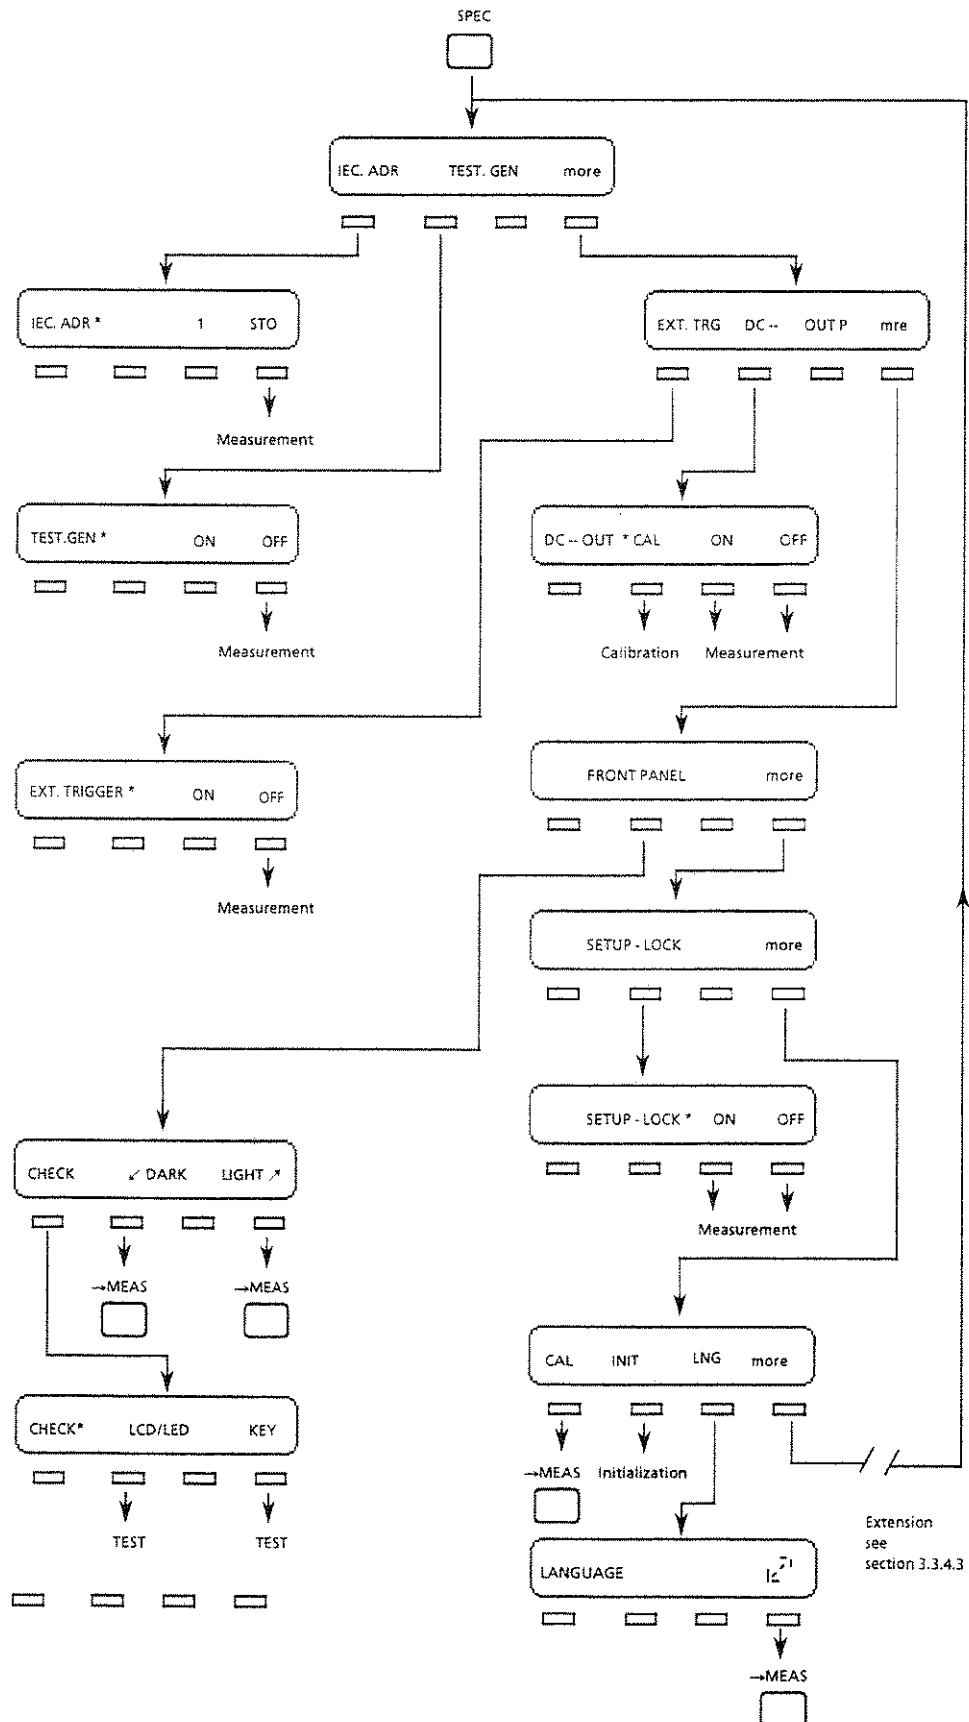 SPEC
IEC. ADR TEST. GEN more
IEC. ADR * 1 STO
EXT. TRG DC -- OUT P mre
Measurement
TEST.GEN * ON OFF
DC -- OUT * CAL ON OFF
Measurement
Calibration Measurement
EXT. TRIGGER * ON OFF
FRONT PANEL more
Measurement
SETUP - LOCK more
SETUP - LOCK * ON OFF
CHECK ↙ DARK LIGHT ↗
Measurement
→MEAS →MEAS
CAL INIT LNG more
CHECK* LCD/LED KEY
→MEAS Initialization
TEST TEST
Extension
see
section 3.3.4.3
LANGUAGE
→MEAS